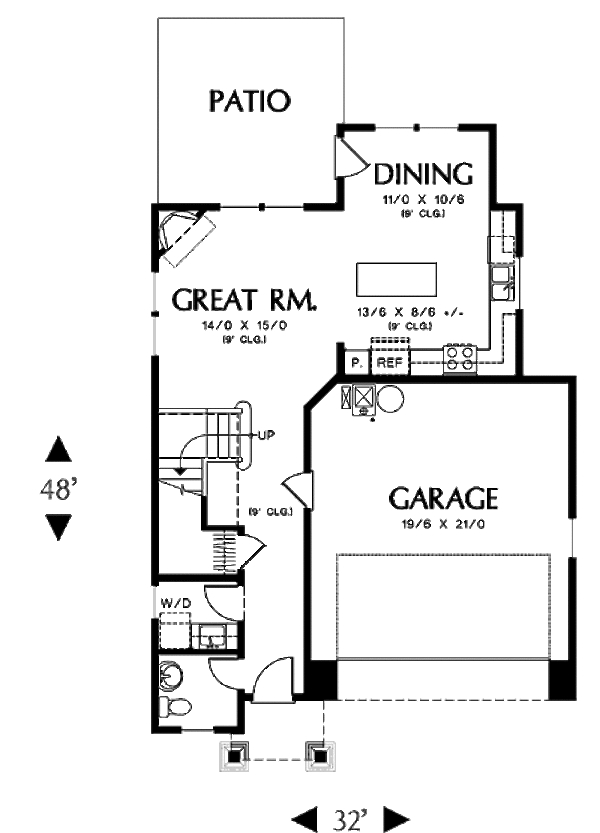 PATIO
DINING
11/0 X 10/6
(9' CLG.)
GREAT RM.
14/0 X 15/0
(9' CLG.)
13/6 X 8/6 +/-
(9' CLG.)
P.
REF
UP
48'
(9' CLG.)
GARAGE
19/6 X 21/0
W/D
32'